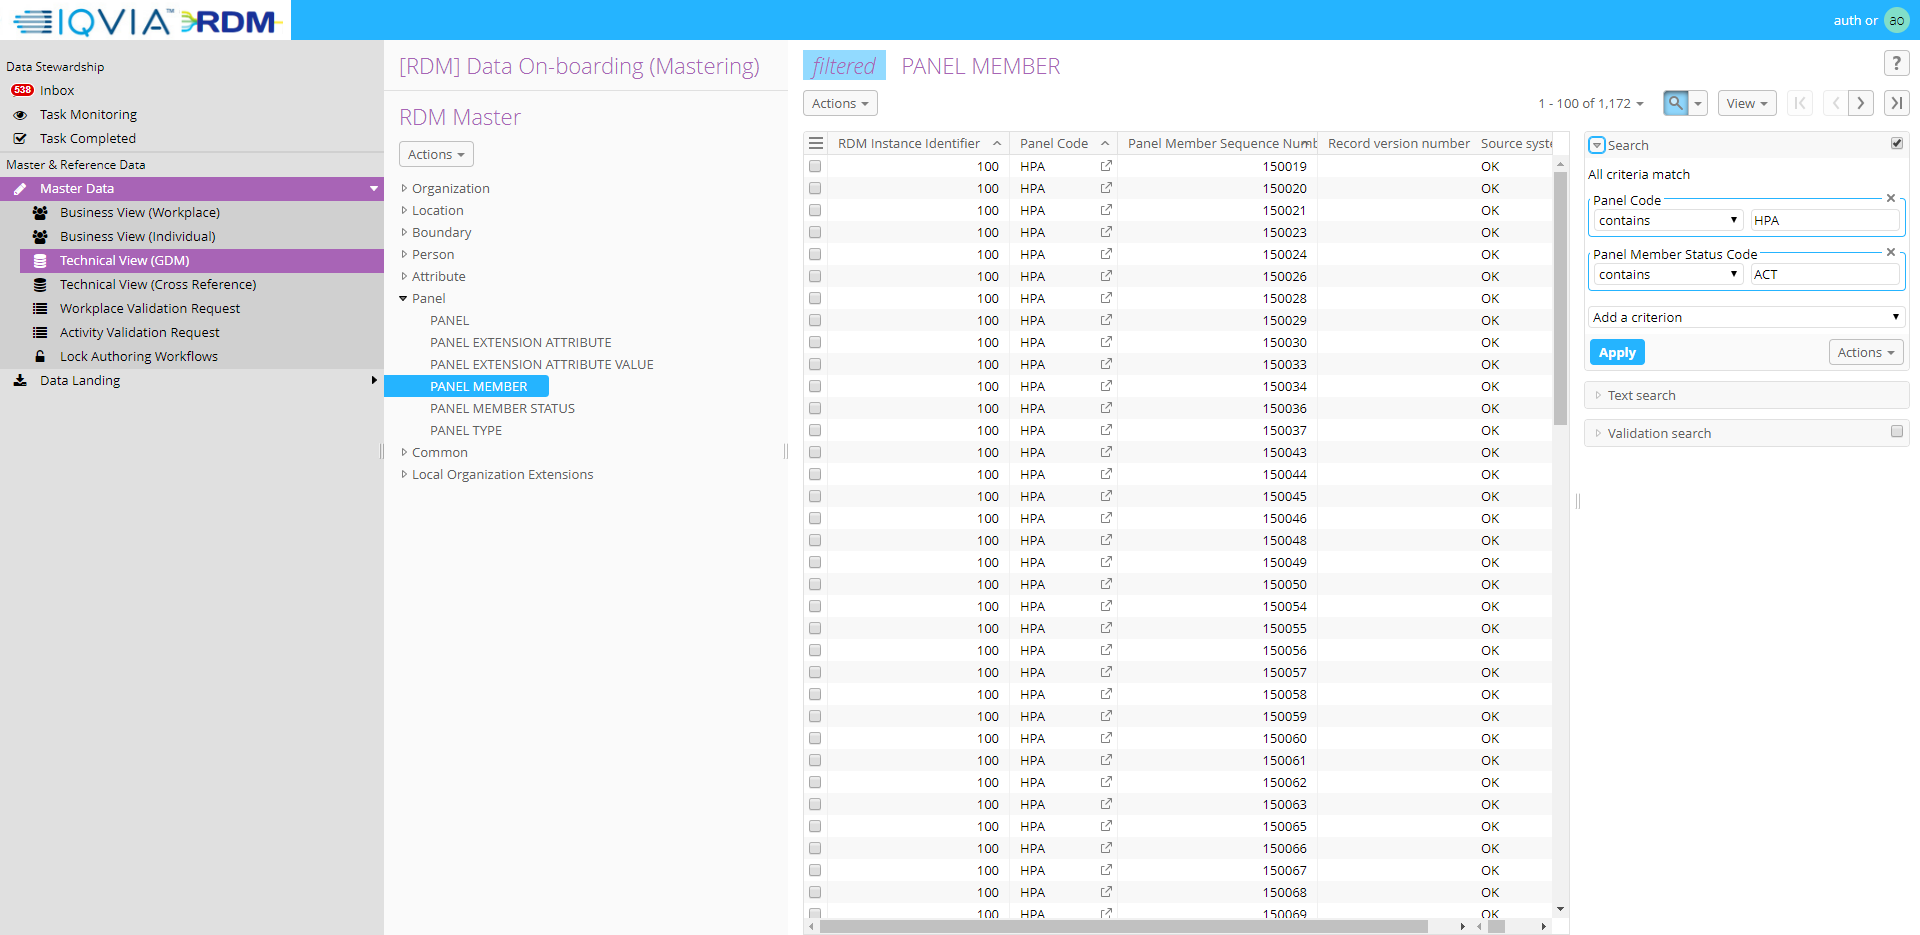 IQVIA™ RDM
auth or ao
Data Stewardship
538 Inbox
Task Monitoring
Task Completed
Master & Reference Data
Master Data
Business View (Workplace)
Business View (Individual)
Technical View (GDM)
Technical View (Cross Reference)
Workplace Validation Request
Activity Validation Request
Lock Authoring Workflows
Data Landing
[RDM] Data On-boarding (Mastering)
RDM Master
Actions
Organization
Location
Boundary
Person
Attribute
Panel
PANEL
PANEL EXTENSION ATTRIBUTE
PANEL EXTENSION ATTRIBUTE VALUE
PANEL MEMBER
PANEL MEMBER STATUS
PANEL TYPE
Common
Local Organization Extensions
filtered PANEL MEMBER
?
Actions 1 - 100 of 1,172 View
RDM Instance Identifier Panel Code Panel Member Sequence Numb Record version number Source syste
100 HPA 150019 OK
100 HPA 150020 OK
100 HPA 150021 OK
100 HPA 150023 OK
100 HPA 150024 OK
100 HPA 150026 OK
100 HPA 150028 OK
100 HPA 150029 OK
100 HPA 150030 OK
100 HPA 150033 OK
100 HPA 150034 OK
100 HPA 150036 OK
100 HPA 150037 OK
100 HPA 150043 OK
100 HPA 150044 OK
100 HPA 150045 OK
100 HPA 150046 OK
100 HPA 150048 OK
100 HPA 150049 OK
100 HPA 150050 OK
100 HPA 150054 OK
100 HPA 150055 OK
100 HPA 150056 OK
100 HPA 150057 OK
100 HPA 150058 OK
100 HPA 150059 OK
100 HPA 150060 OK
100 HPA 150061 OK
100 HPA 150062 OK
100 HPA 150063 OK
100 HPA 150065 OK
100 HPA 150066 OK
100 HPA 150067 OK
100 HPA 150068 OK
100 HPA 150069 OK
Search
All criteria match
Panel Code
contains HPA
Panel Member Status Code
contains ACT
Add a criterion
Apply Actions
Text search
Validation search